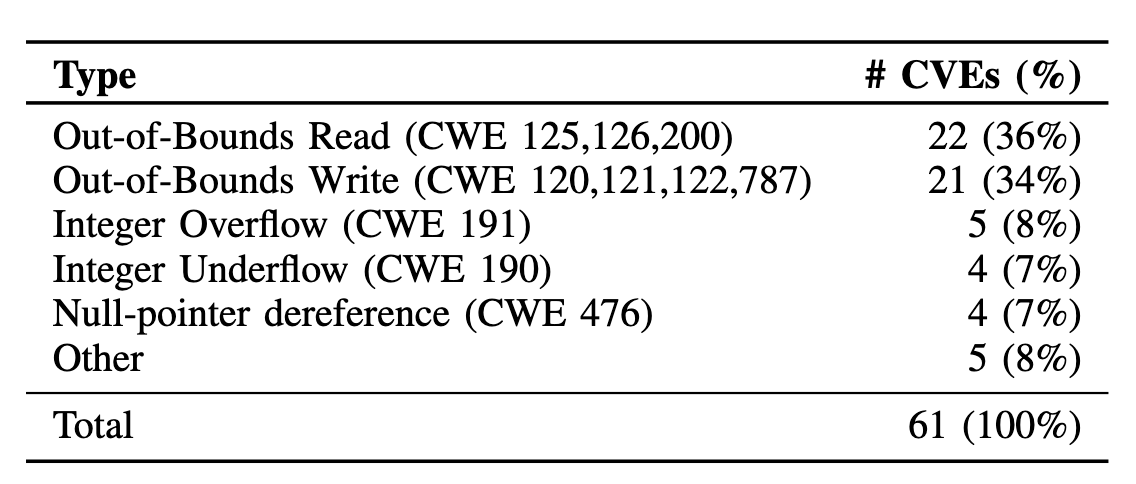 Type # CVEs (%)
Out-of-Bounds Read (CWE 125,126,200) 22 (36%)
Out-of-Bounds Write (CWE 120,121,122,787) 21 (34%)
Integer Overflow (CWE 191) 5 (8%)
Integer Underflow (CWE 190) 4 (7%)
Null-pointer dereference (CWE 476) 4 (7%)
Other 5 (8%)
Total 61 (100%)